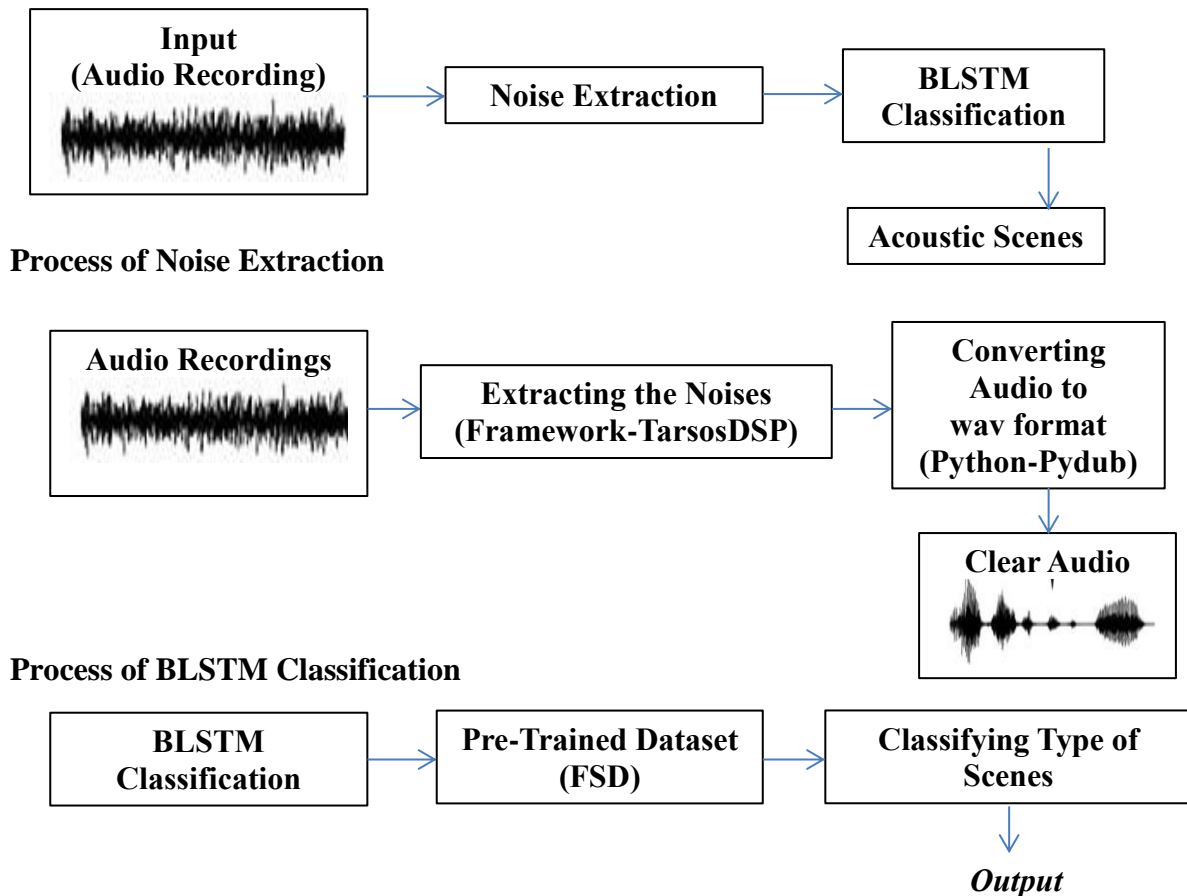 Input
(Audio Recording)
Noise Extraction
BLSTM
Classification
Acoustic Scenes
Process of Noise Extraction
Audio Recordings
Extracting the Noises
(Framework-TarsosDSP)
Converting
Audio to
wav format
(Python-Pydub)
Clear Audio
Process of BLSTM Classification
BLSTM
Classification
Pre-Trained Dataset
(FSD)
Classifying Type of
Scenes
Output